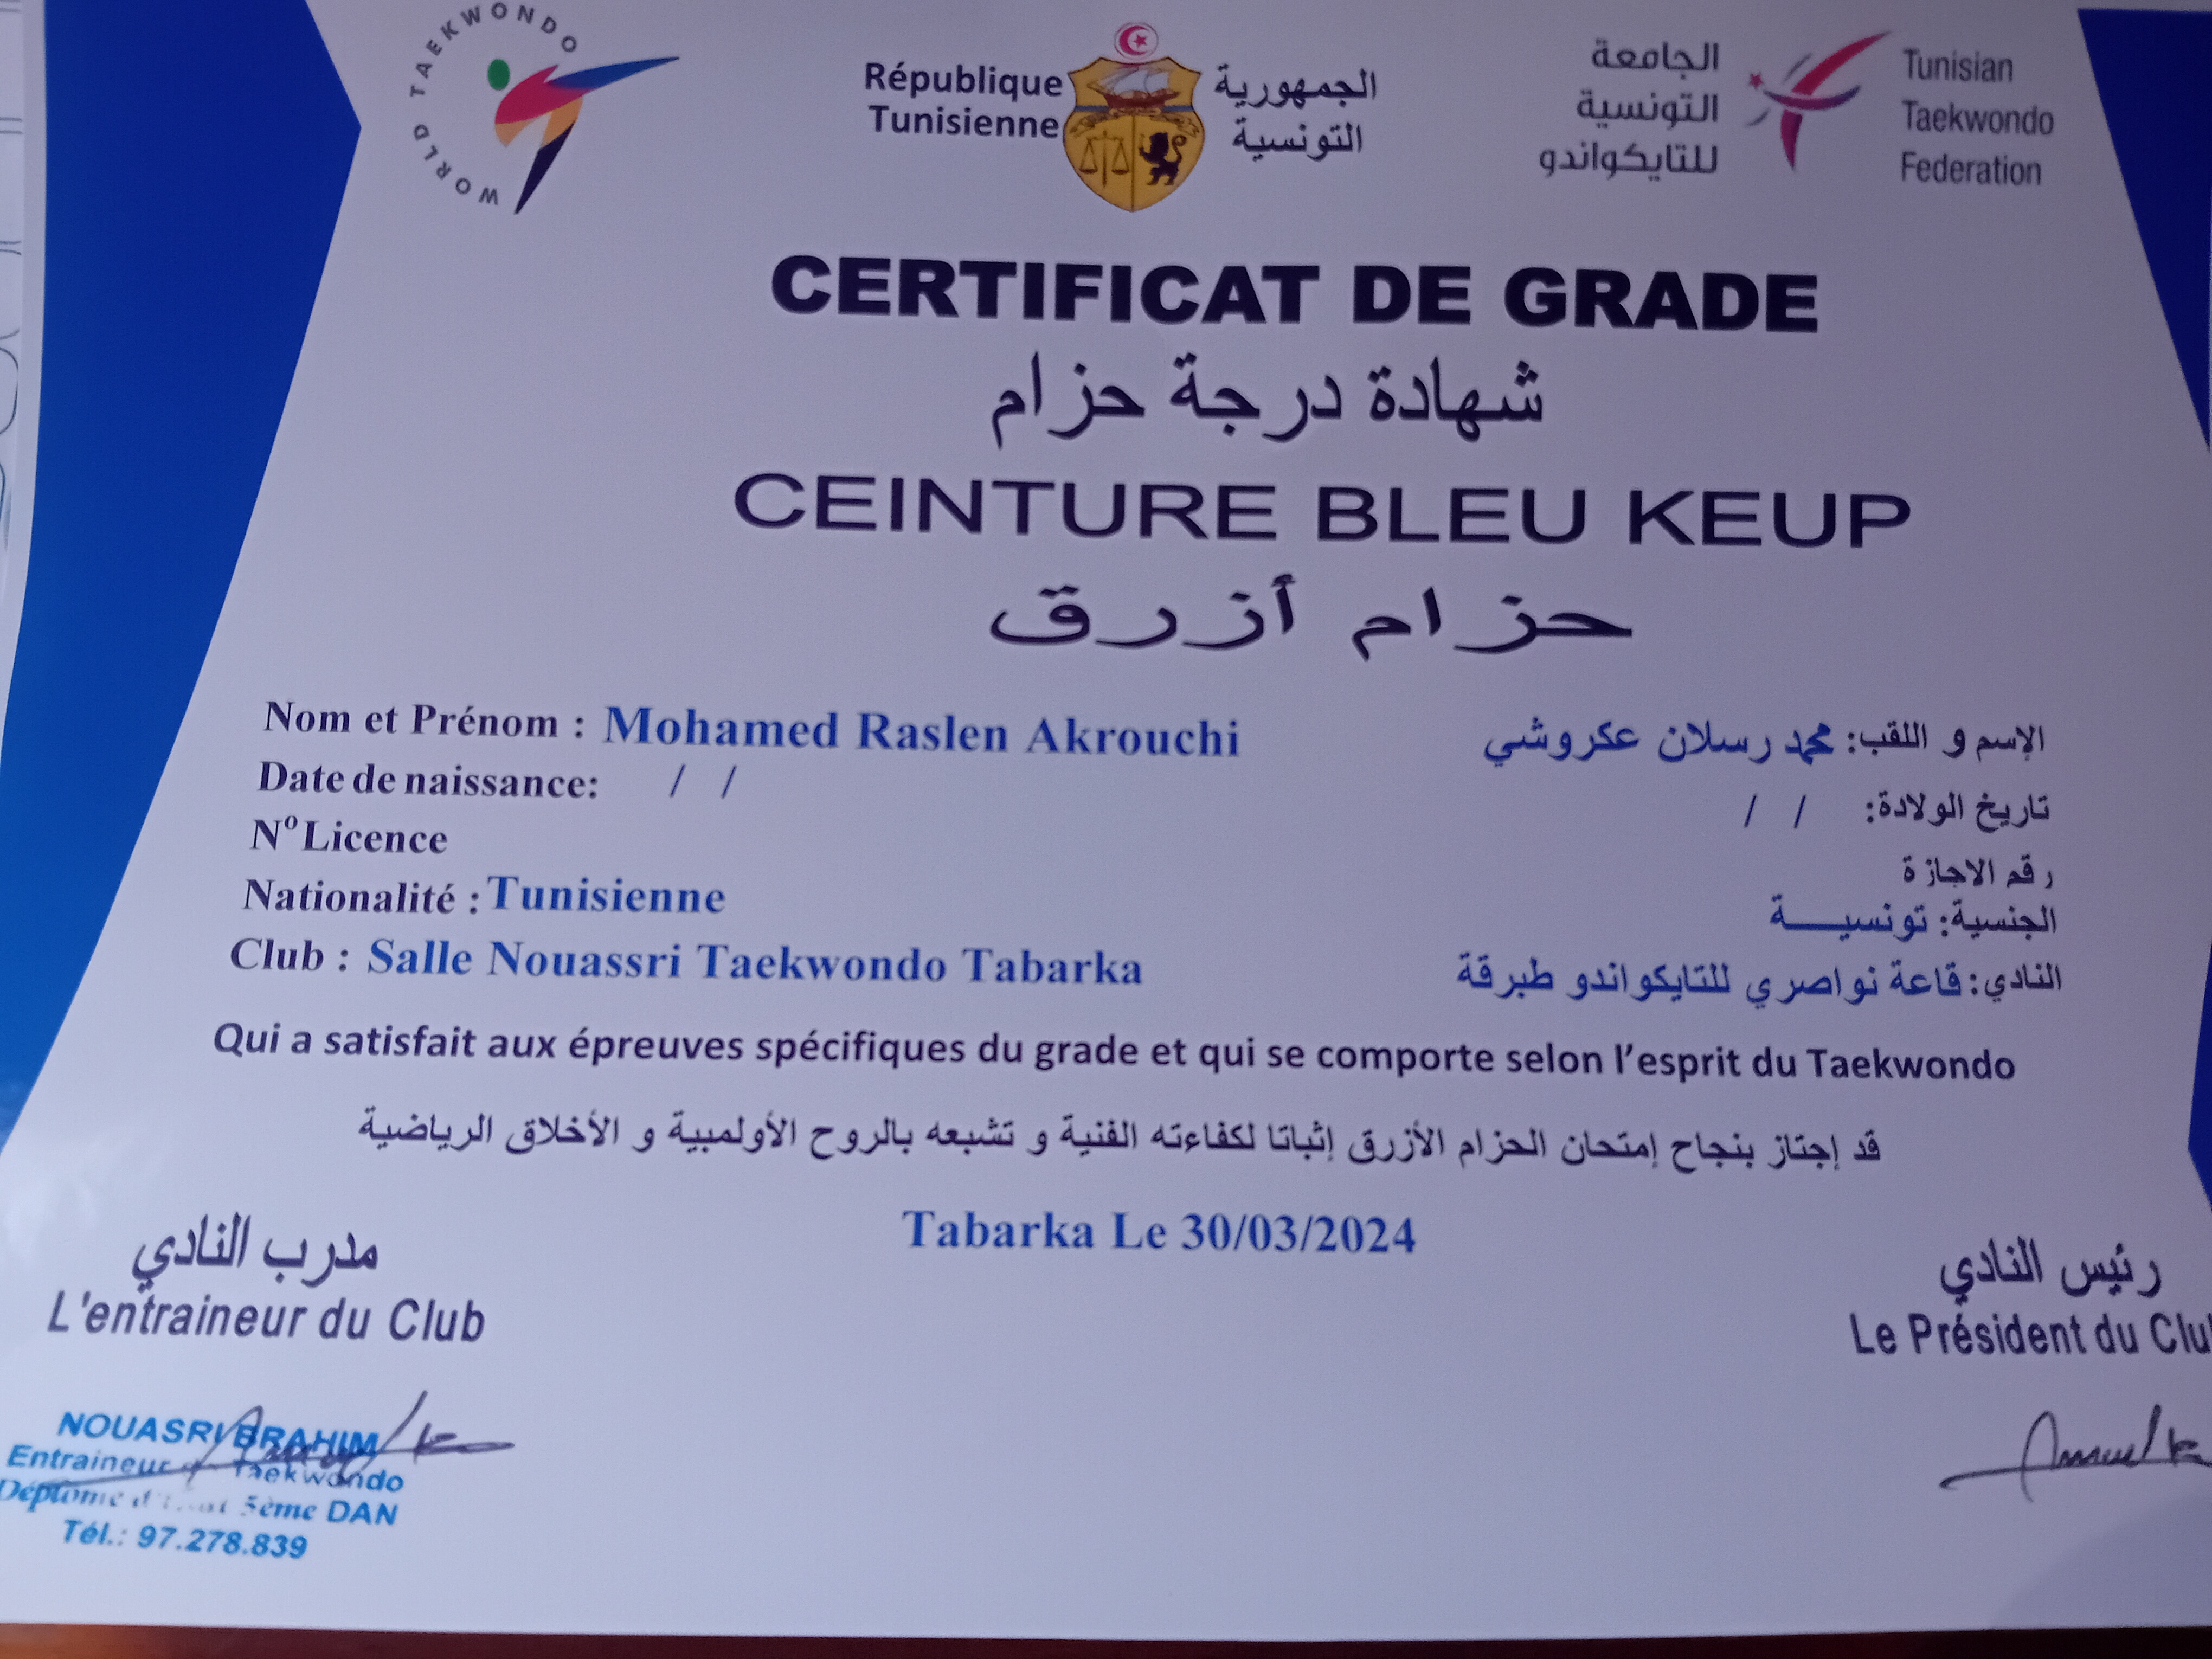 WORLD TAEKWONDO
République
Tunisienne
الجمهورية
التونسية
الجامعة
التونسية
للتايكواندو
Tunisian
Taekwondo
Federation
CERTIFICAT DE GRADE
شهادة درجة حزام
CEINTURE BLEU KEUP
حزام أزرق
Nom et Prénom : Mohamed Raslen Akrouchi
الإسم و اللقب: محمد رسلان عكروشي
Date de naissance: / /
تاريخ الولادة: / /
N° Licence
رقم الاجازة
Nationalité : Tunisienne
الجنسية: تونسيـــة
Club : Salle Nouassri Taekwondo Tabarka
النادي: قاعة نواصري للتايكواندو طبرقة
Qui a satisfait aux épreuves spécifiques du grade et qui se comporte selon l'esprit du Taekwondo
قد إجتاز بنجاح إمتحان الحزام الأزرق إثباتا لكفاءته الفنية و تشبعه بالروح الأولمبية و الأخلاق الرياضية
Tabarka Le 30/03/2024
مدرب النادي
L'entraineur du Club
رئيس النادي
Le Président du Clu
NOUASRI BRAHIM
Entraineur Taekwondo
5ème DAN
Tél.: 97.278.839